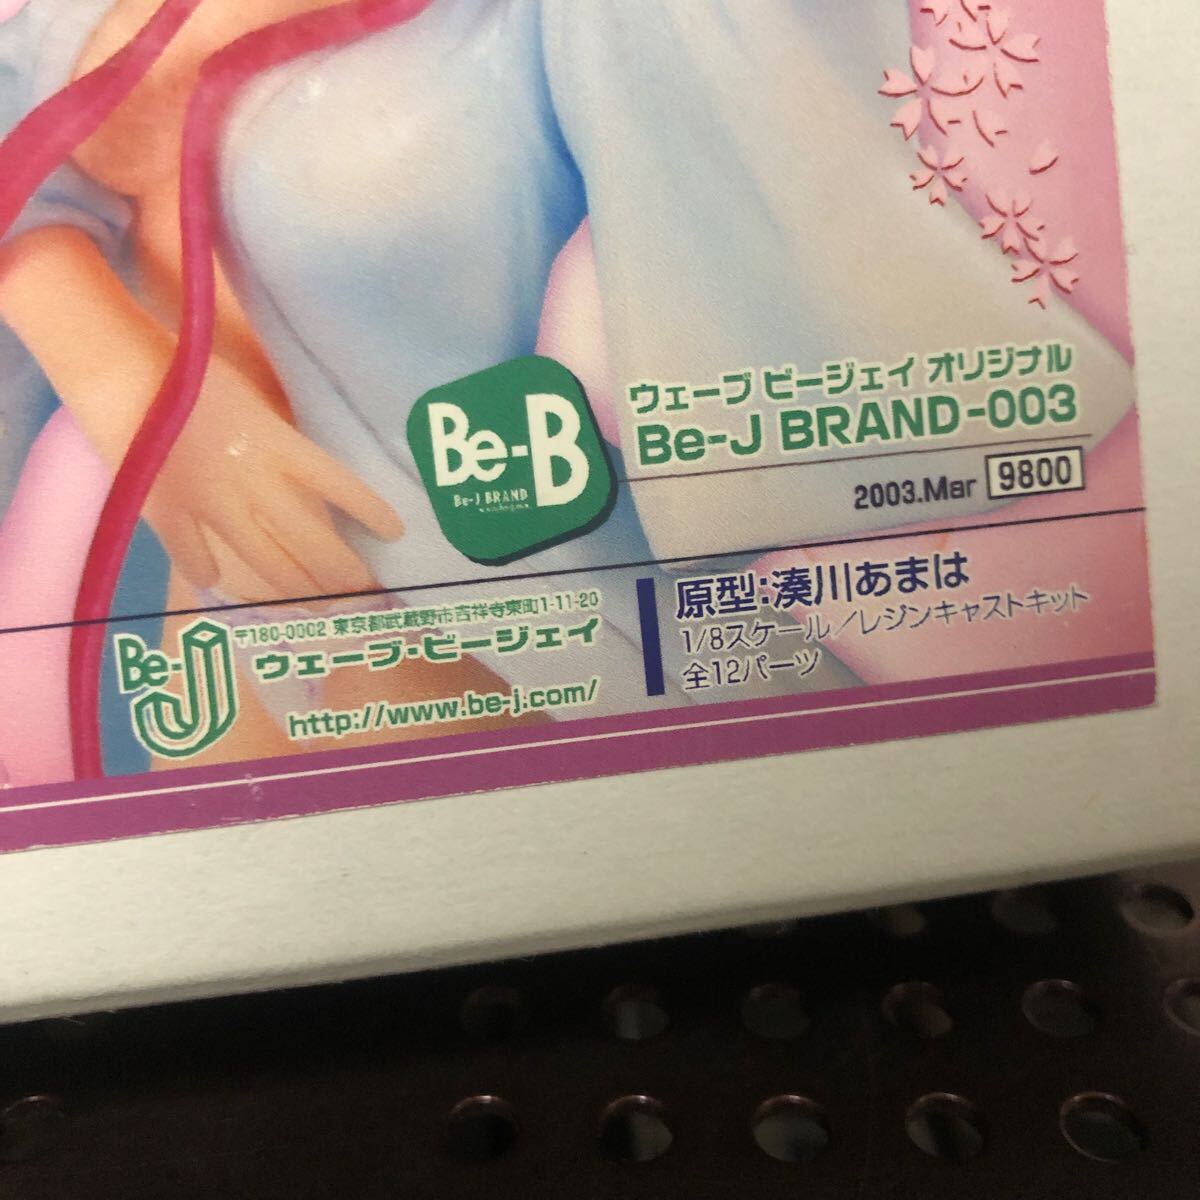 ウェーブ ビージェイ オリジナル
Be-J BRAND-003
2003.Mar 9800
Be-B
Be-J BRAND
原型:湊川あまは
1/8スケール/レジンキャストキット
全12パーツ
Be-J
〒180-0002 東京都武蔵野市吉祥寺東町1-11-20
ウェーブ・ビージェイ
http://www.be-j.com/